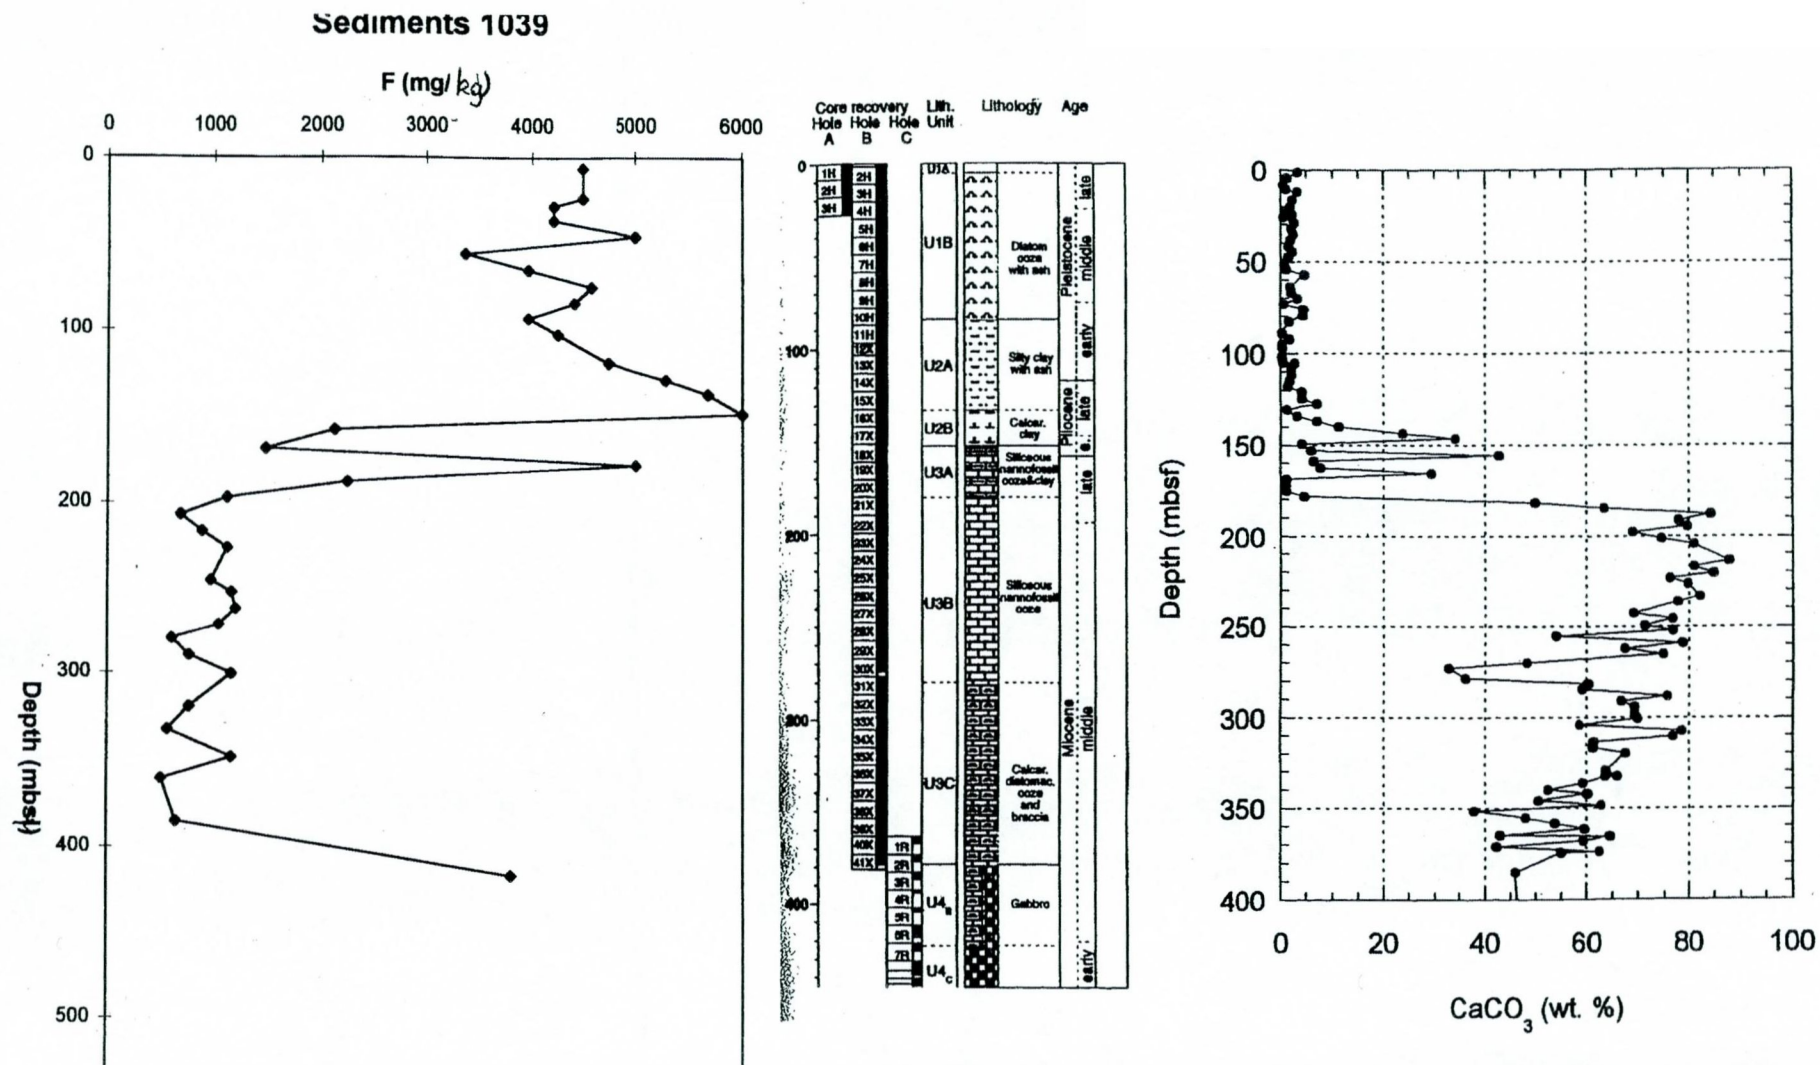 Sediments 1039
F (mg/kg)
0 1000 2000 3000 4000 5000 6000
0
100
200
300
400
500
Depth (mbsf)
Core recovery Lith. Lithology Age
Hole Hole Hole Unit
A B C
0
100
200
300
400
1H
2H
3H
2H
3H
4H
5H
6H
7H
8H
9H
10H
11H
12X
13X
14X
15X
16X
17X
18X
19X
20X
21X
22X
23X
24X
25X
26X
27X
28X
29X
30X
31X
32X
33X
34X
35X
36X
37X
38X
39X
40X
41X
1R
2R
3R
4R
5R
6R
7R
U1A
U1B
U2A
U2B
U3A
U3B
U3C
U4B
U4C
Diatom
ooze
with ash
Silty clay
with ash
Calcar.
clay
Siliceous
nannofossil
ooze&clay
Siliceous
nannofossil
ooze
Calcar.
diatomac.
ooze
and
breccia
Gabbro
Pleistocene
late
middle
early
Pliocene
late
e.
Miocene
late
middle
early
0
50
100
150
200
250
300
350
400
Depth (mbsf)
0 20 40 60 80 100
CaCO3 (wt. %)